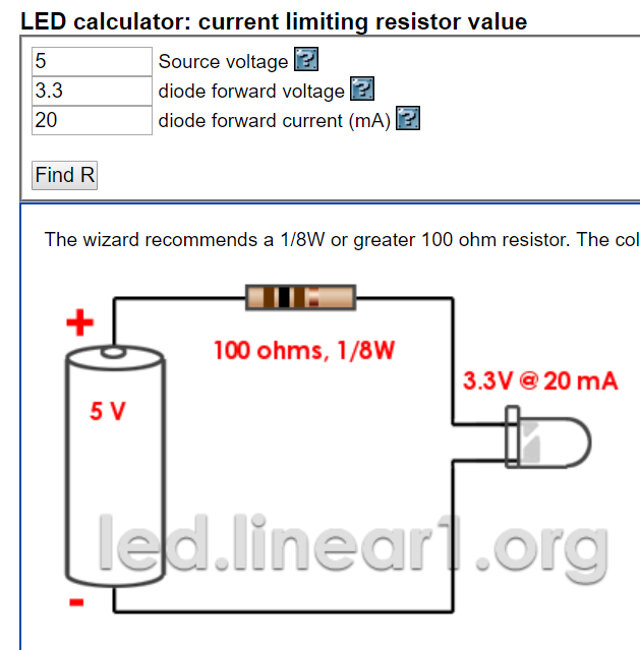 LED calculator: current limiting resistor value
5 Source voltage ?
3.3 diode forward voltage ?
20 diode forward current (mA) ?
Find R
The wizard recommends a 1/8W or greater 100 ohm resistor. The col
+
100 ohms, 1/8W
3.3V @ 20 mA
5 V
led.linear1.org
-